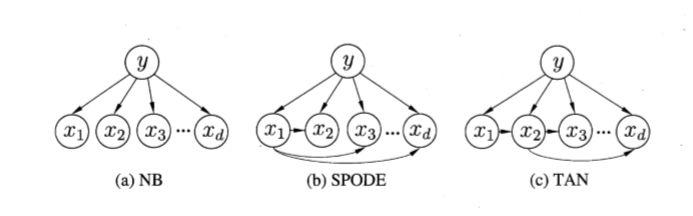 y y y
x1 x2 x3 ... xd x1 x2 x3 ... xd x1 x2 x3 ... xd
(a) NB (b) SPODE (c) TAN